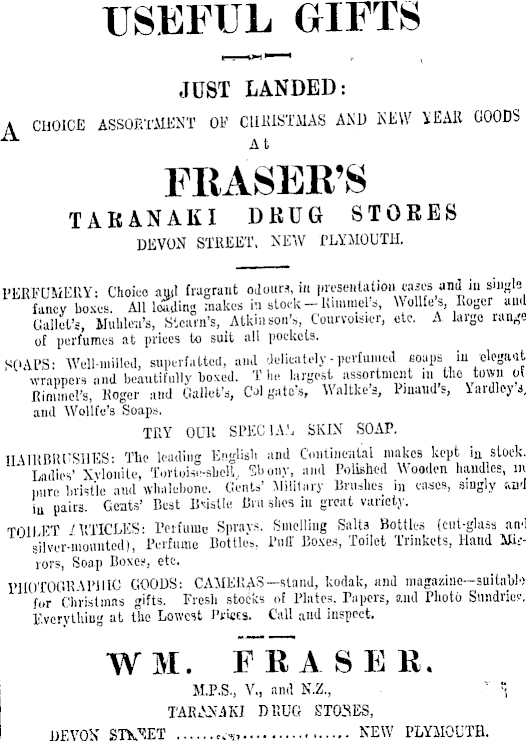 USEFUL GIFTS
JUST LANDED:
A CHOICE ASSORTMENT OF CHRISTMAS AND NEW YEAR GOODS
At
FRASER'S
TARANAKI DRUG STORES
DEVON STREET, NEW PLYMOUTH.
PERFUMERY: Choice and fragrant odours, in presentation cases and in single
fancy boxes. All leading makes in stock—Rimmel's, Wollfe's, Roger and
Gallet's, Muhlen's, Stearn's, Atkinson's, Courvoisier, etc. A large range
of perfumes at prices to suit all pockets.
SOAPS: Well-milled, superfatted, and delicately-perfumed soaps in elegant
wrappers and beautifully boxed. The largest assortment in the town of
Rimmel's, Roger and Gallet's, Colgate's, Waltke's, Pinaud's, Yardley's,
and Wollfe's Soaps.
TRY OUR SPECIAL SKIN SOAP.
HAIRBRUSHES: The leading English and Continental makes kept in stock.
Ladies' Xylonite, Tortoise-shell, Ebony, and Polished Wooden handles, in
pure bristle and whalebone. Gents' Military Brushes in cases, singly and
in pairs. Gents' Best Bristle Brushes in great variety.
TOILET ARTICLES: Perfume Sprays, Smelling Salts Bottles (cut-glass and
silver-mounted), Perfume Bottles, Puff Boxes, Toilet Trinkets, Hand Mir-
rors, Soap Boxes, etc.
PHOTOGRAPHIC GOODS: CAMERAS—stand, kodak, and magazine—suitable
for Christmas gifts. Fresh stocks of Plates, Papers, and Photo Sundries.
Everything at the Lowest Prices. Call and inspect.
WM. FRASER.
M.P.S., V., and N.Z.,
TARANAKI DRUG STORES,
DEVON STREET .................... NEW PLYMOUTH.